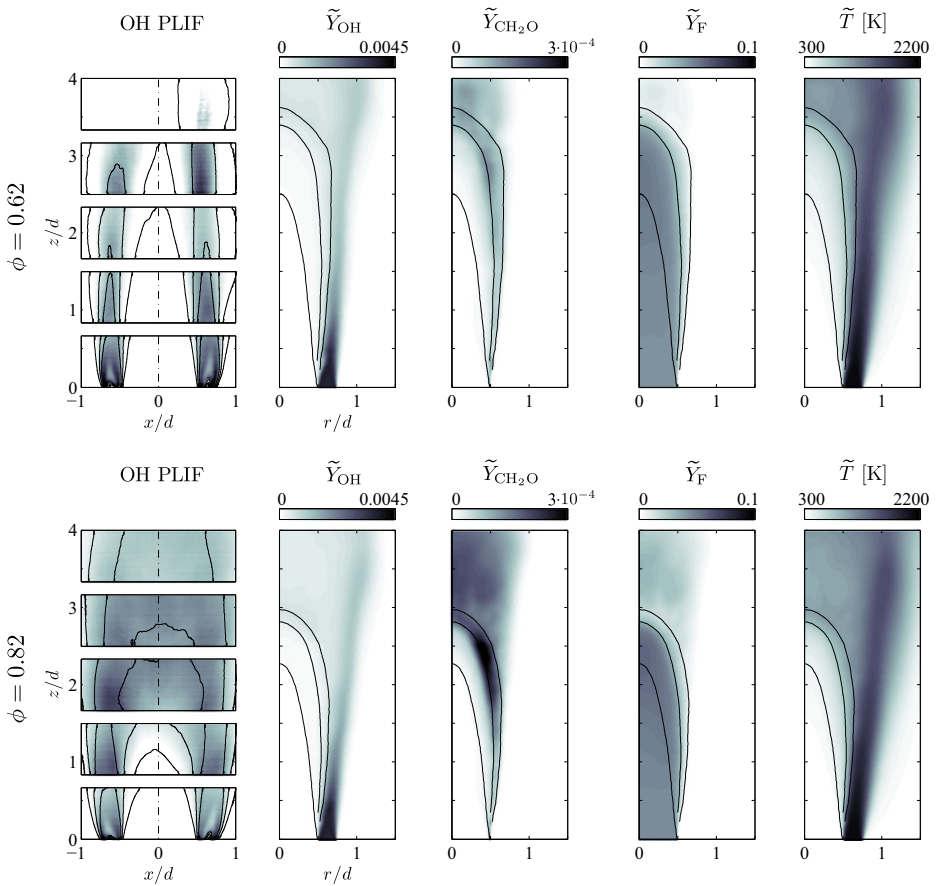 OH PLIF Ỹ_OH Ỹ_CH₂O Ỹ_F T̃ [K]
0 0.0045 0 3·10⁻⁴ 0 0.1 300 2200
4
3
2
1
0
z/d
ϕ = 0.62
−1 0 1 0 1 0 1 0 1 0 1
x/d r/d
OH PLIF Ỹ_OH Ỹ_CH₂O Ỹ_F T̃ [K]
0 0.0045 0 3·10⁻⁴ 0 0.1 300 2200
4
3
2
1
0
z/d
ϕ = 0.82
−1 0 1 0 1 0 1 0 1 0 1
x/d r/d